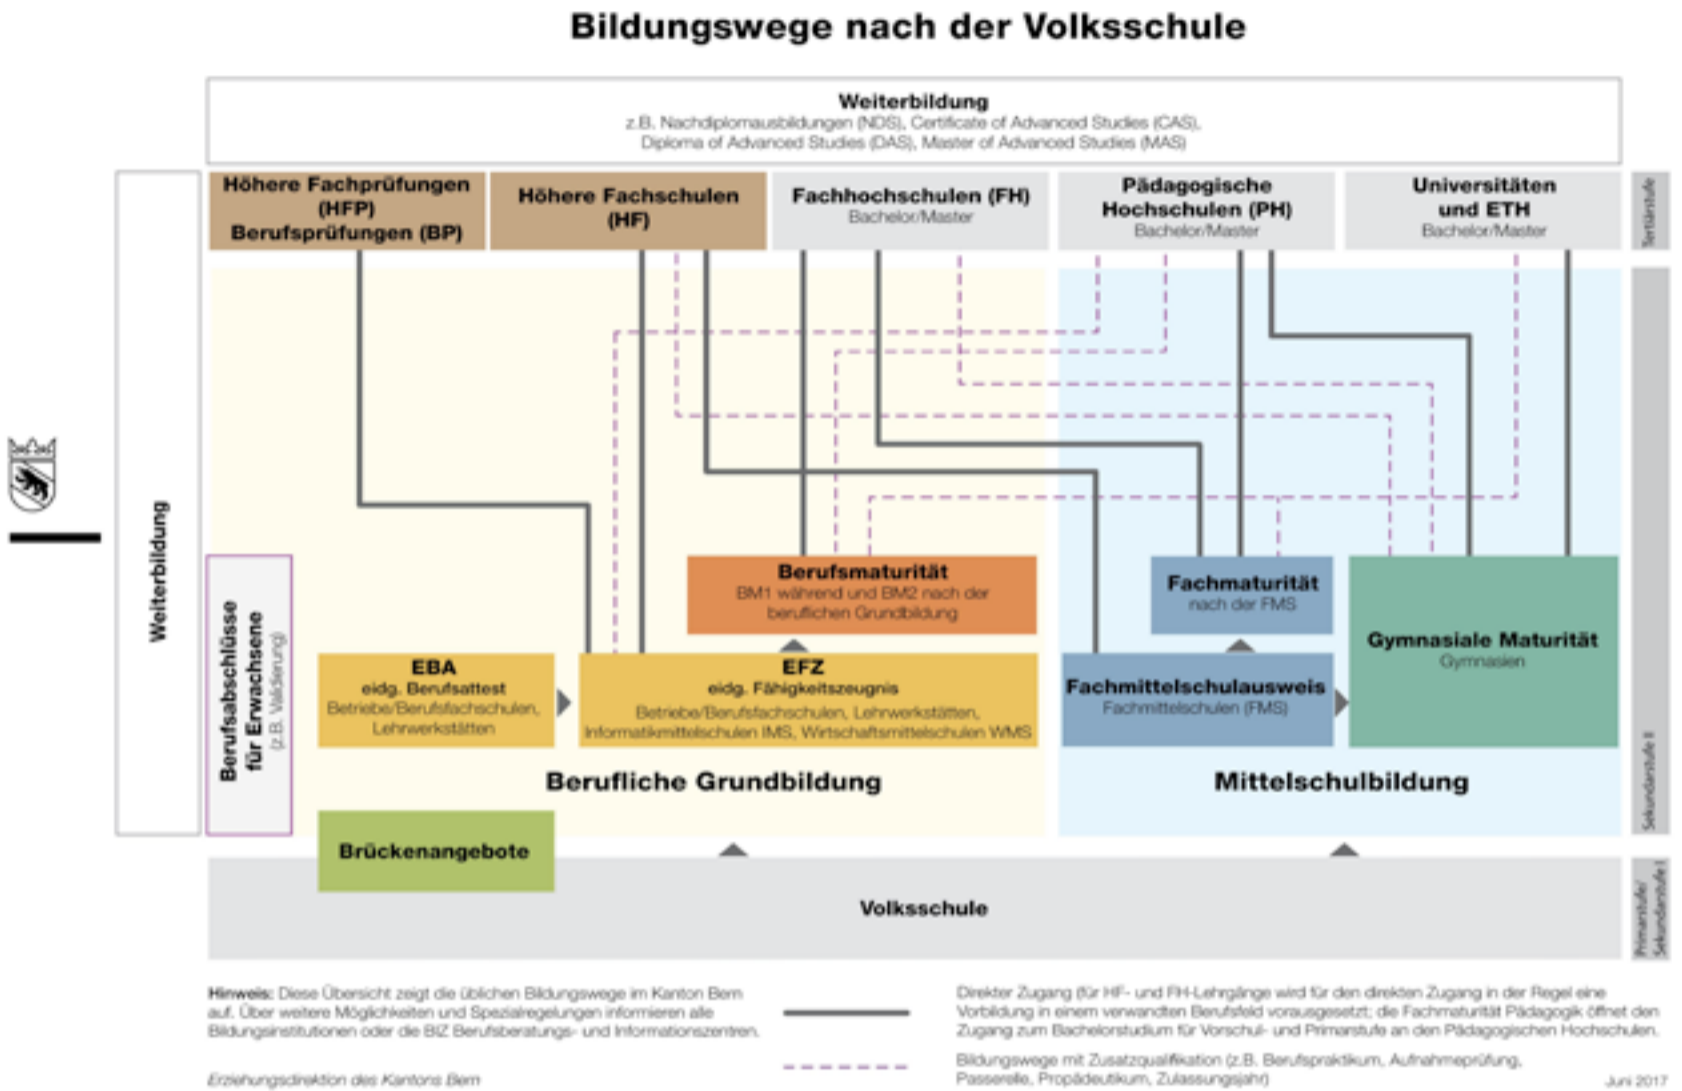 Bildungswege nach der Volksschule
Weiterbildung
z.B. Nachdiplomausbildungen (NDS), Certificate of Advanced Studies (CAS),
Diploma of Advanced Studies (DAS), Master of Advanced Studies (MAS)
Höhere Fachprüfungen
(HFP)
Berufsprüfungen (BP)
Höhere Fachschulen
(HF)
Fachhochschulen (FH)
Bachelor/Master
Pädagogische
Hochschulen (PH)
Bachelor/Master
Universitäten
und ETH
Bachelor/Master
Tertiärstufe
Weiterbildung
Berufsabschlüsse
für Erwachsene
(z.B. Validierung)
Berufsmaturität
BM1 während und BM2 nach der
beruflichen Grundbildung
Fachmaturität
nach der FMS
Gymnasiale Maturität
Gymnasien
EBA
eidg. Berufsattest
Betriebe/Berufsfachschulen,
Lehrwerkstätten
EFZ
eidg. Fähigkeitszeugnis
Betriebe/Berufsfachschulen, Lehrwerkstätten,
Informatikmittelschulen IMS, Wirtschaftsmittelschulen WMS
Fachmittelschulausweis
Fachmittelschulen (FMS)
Berufliche Grundbildung
Mittelschulbildung
Sekundarstufe II
Brückenangebote
Volksschule
Primarstufe/
Sekundarstufe I
Hinweis: Diese Übersicht zeigt die üblichen Bildungswege im Kanton Bern
auf. Über weitere Möglichkeiten und Spezialregelungen informieren alle
Bildungsinstitutionen oder die BIZ Berufsberatungs- und Informationszentren.
Erziehungsdirektion des Kantons Bern
Direkter Zugang (für HF- und FH-Lehrgänge wird für den direkten Zugang in der Regel eine
Vorbildung in einem verwandten Berufsfeld vorausgesetzt; die Fachmaturität Pädagogik öffnet den
Zugang zum Bachelorstudium für Vorschul- und Primarstufe an den Pädagogischen Hochschulen.
Bildungswege mit Zusatzqualifikation (z.B. Berufspraktikum, Aufnahmeprüfung,
Passerelle, Propädeutikum, Zulassungsjahr)
Juni 2017